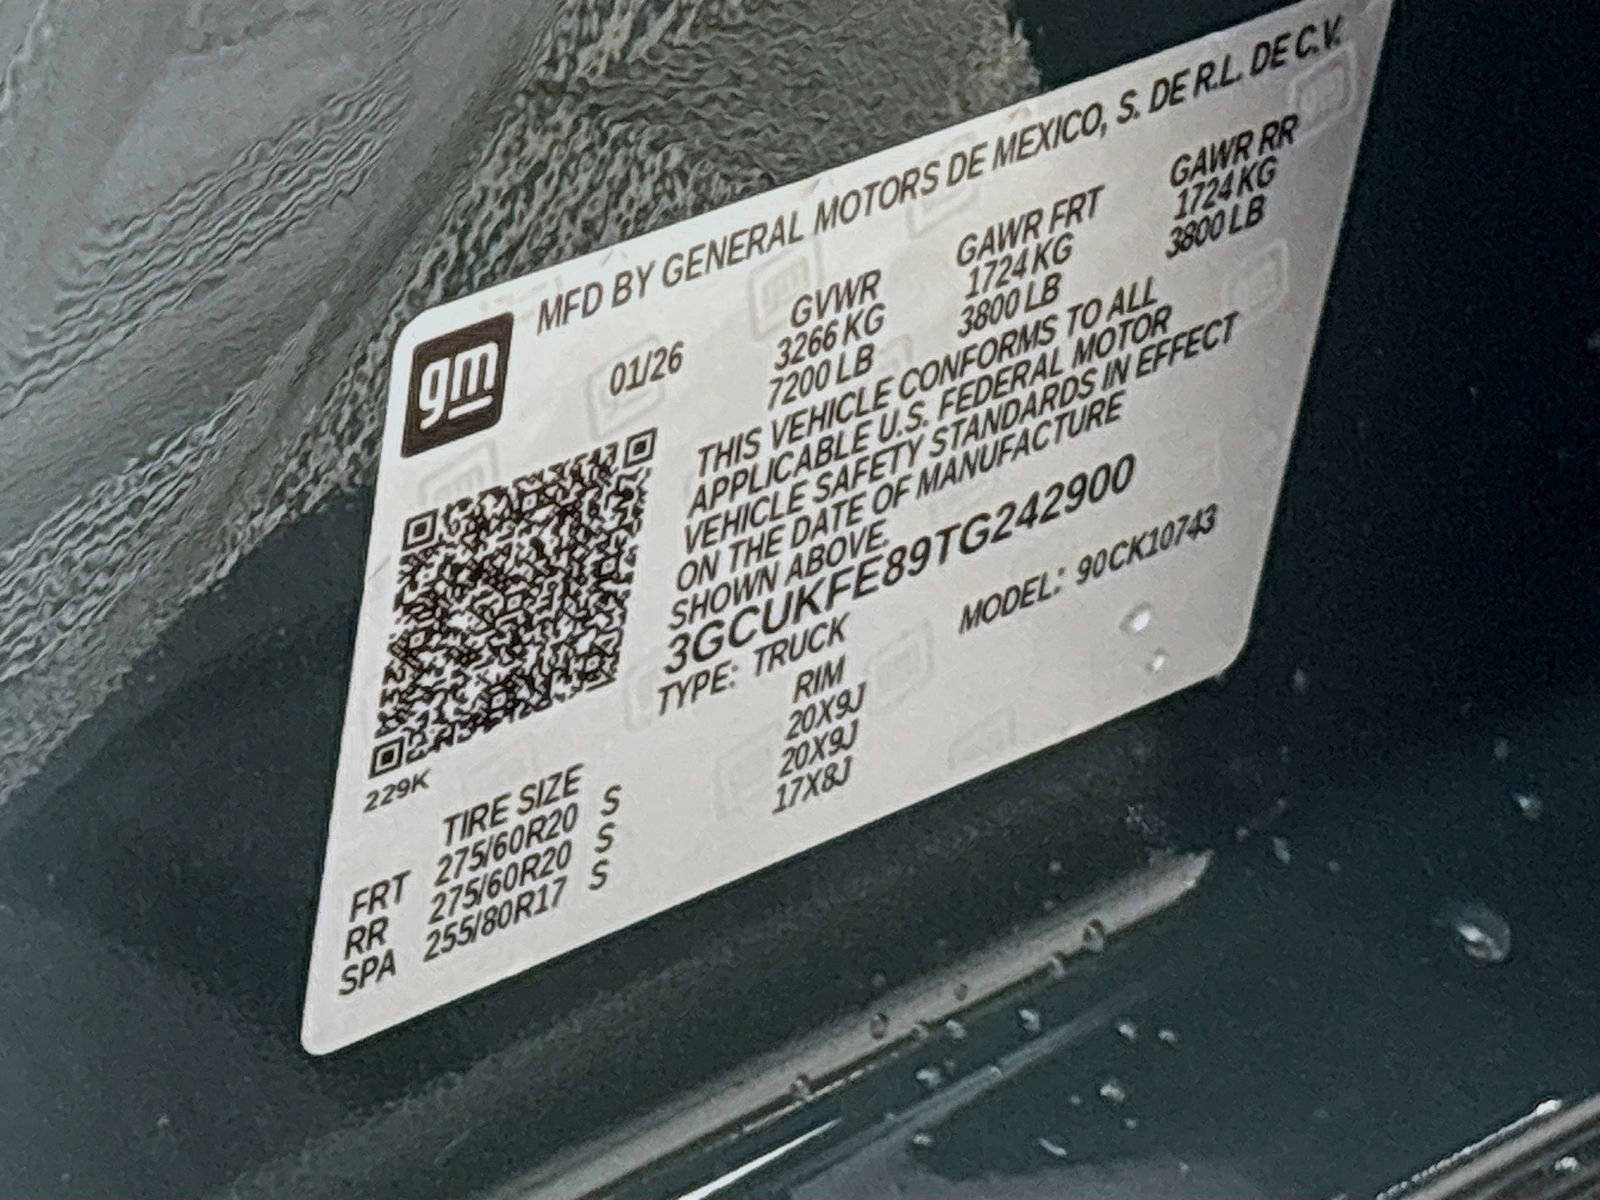 gm
MFD BY GENERAL MOTORS DE MEXICO, S. DE R.L. DE C.V.
01/26
GVWR GAWR FRT GAWR RR
3266 KG 1724 KG 1724 KG
7200 LB 3800 LB 3800 LB
THIS VEHICLE CONFORMS TO ALL
APPLICABLE U.S. FEDERAL MOTOR
VEHICLE SAFETY STANDARDS IN EFFECT
ON THE DATE OF MANUFACTURE
SHOWN ABOVE.
3GCUKFE89TG242900
TYPE: TRUCK MODEL: 90CK10743
229K
TIRE SIZE RIM
FRT 275/60R20 S 20X9J
RR 275/60R20 S 20X9J
SPA 255/80R17 S 17X8J